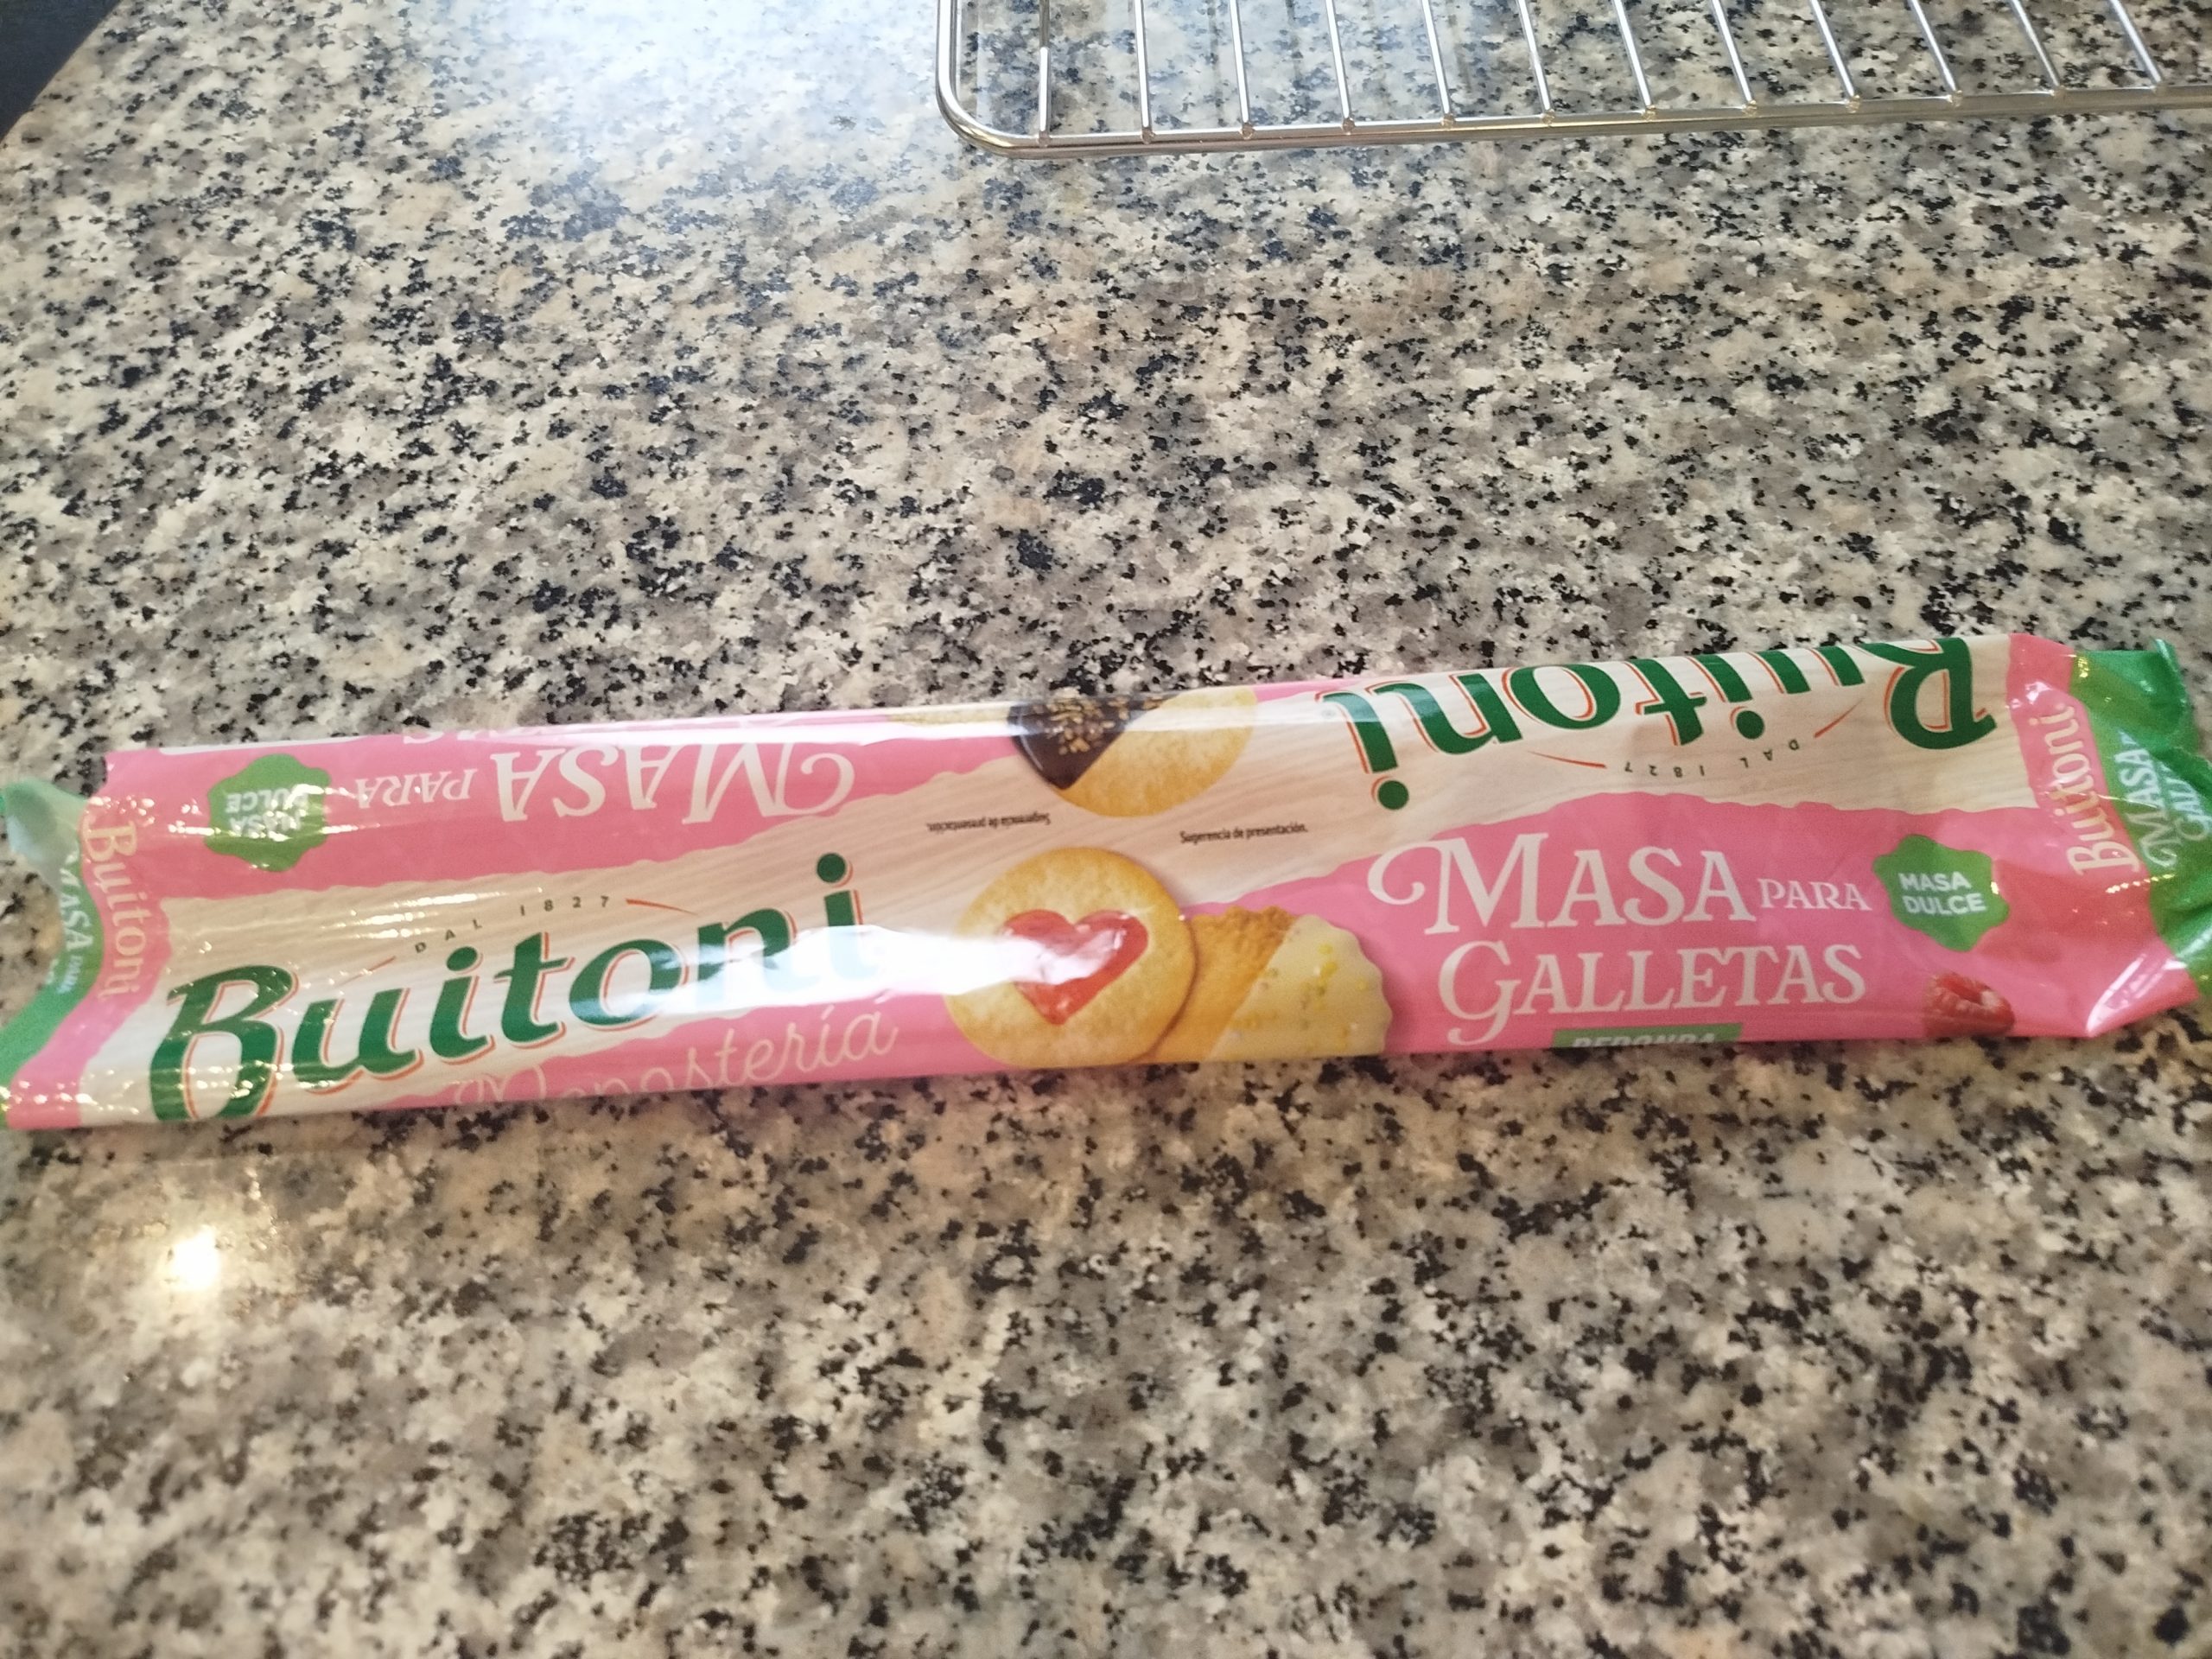 Buitoni
DAL 1827
MASA PARA
MASA
DULCE
Sugerencia de presentación.
Sugerencia de presentación.
DAL 1827
Buitoni
Repostería
MASA PARA
GALLETAS
REDONDA
MASA
DULCE
Buitoni
MASA PARA
Buitoni
MASA